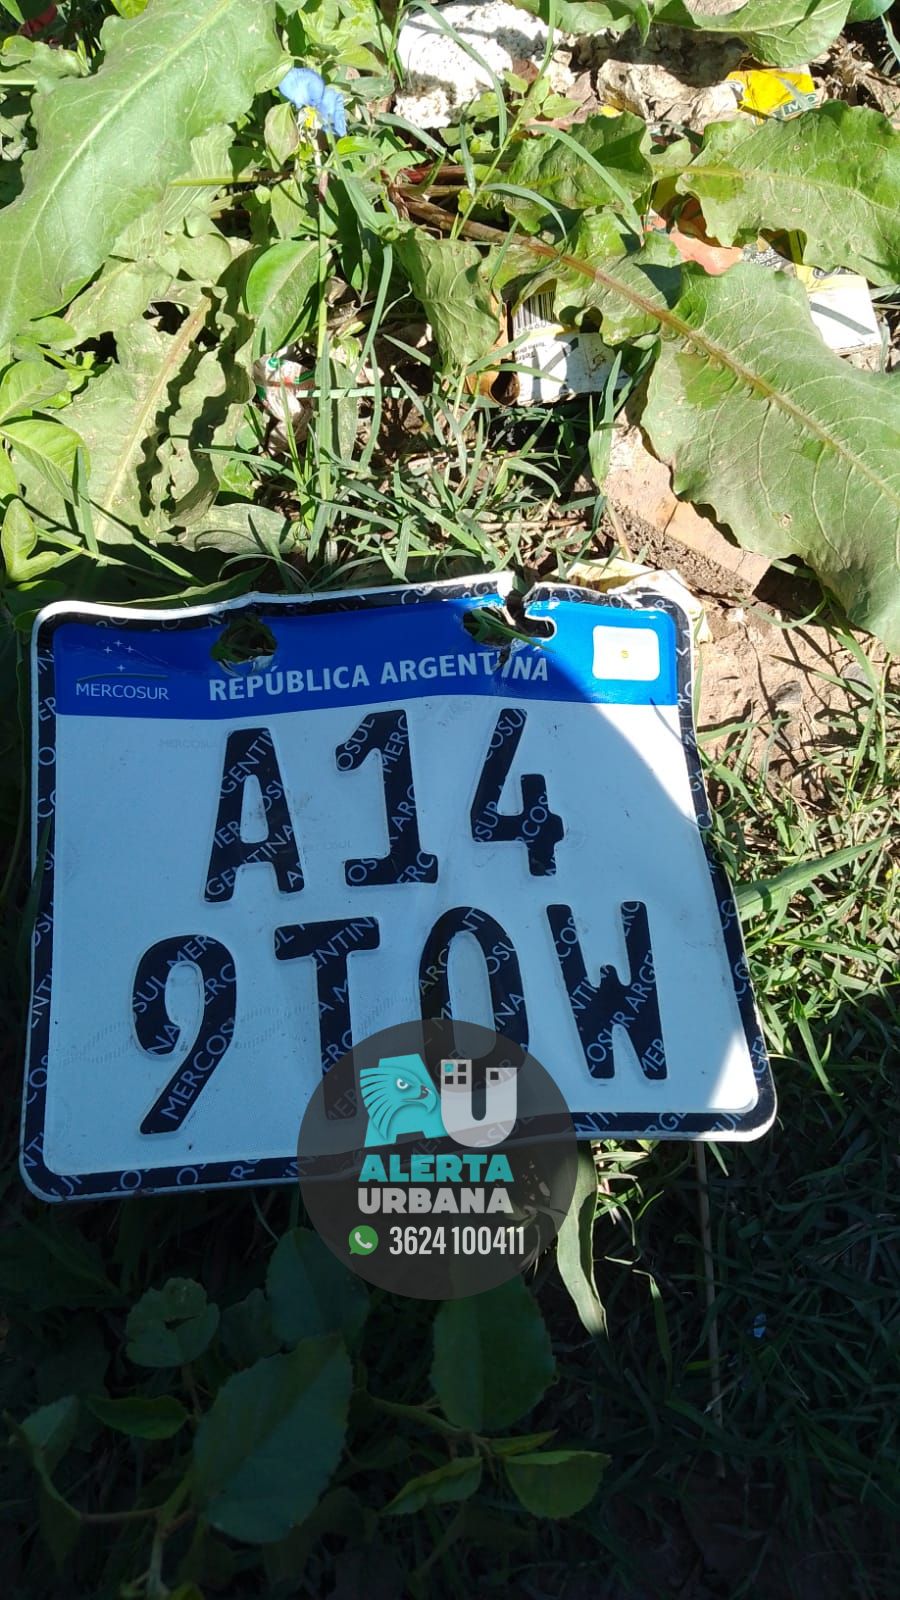 MERCOSUR
REPÚBLICA ARGENTINA
A14
9TOW
ALERTA
URBANA
3624100411